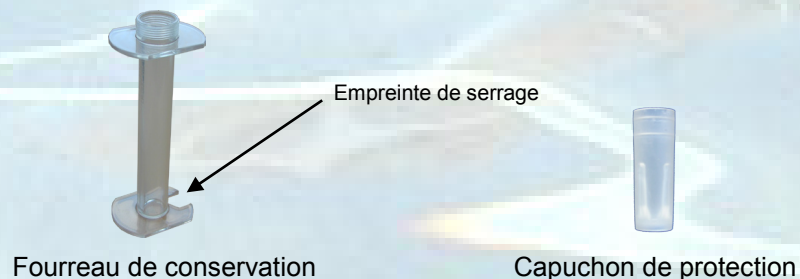 Empreinte de serrage
Fourreau de conservation
Capuchon de protection